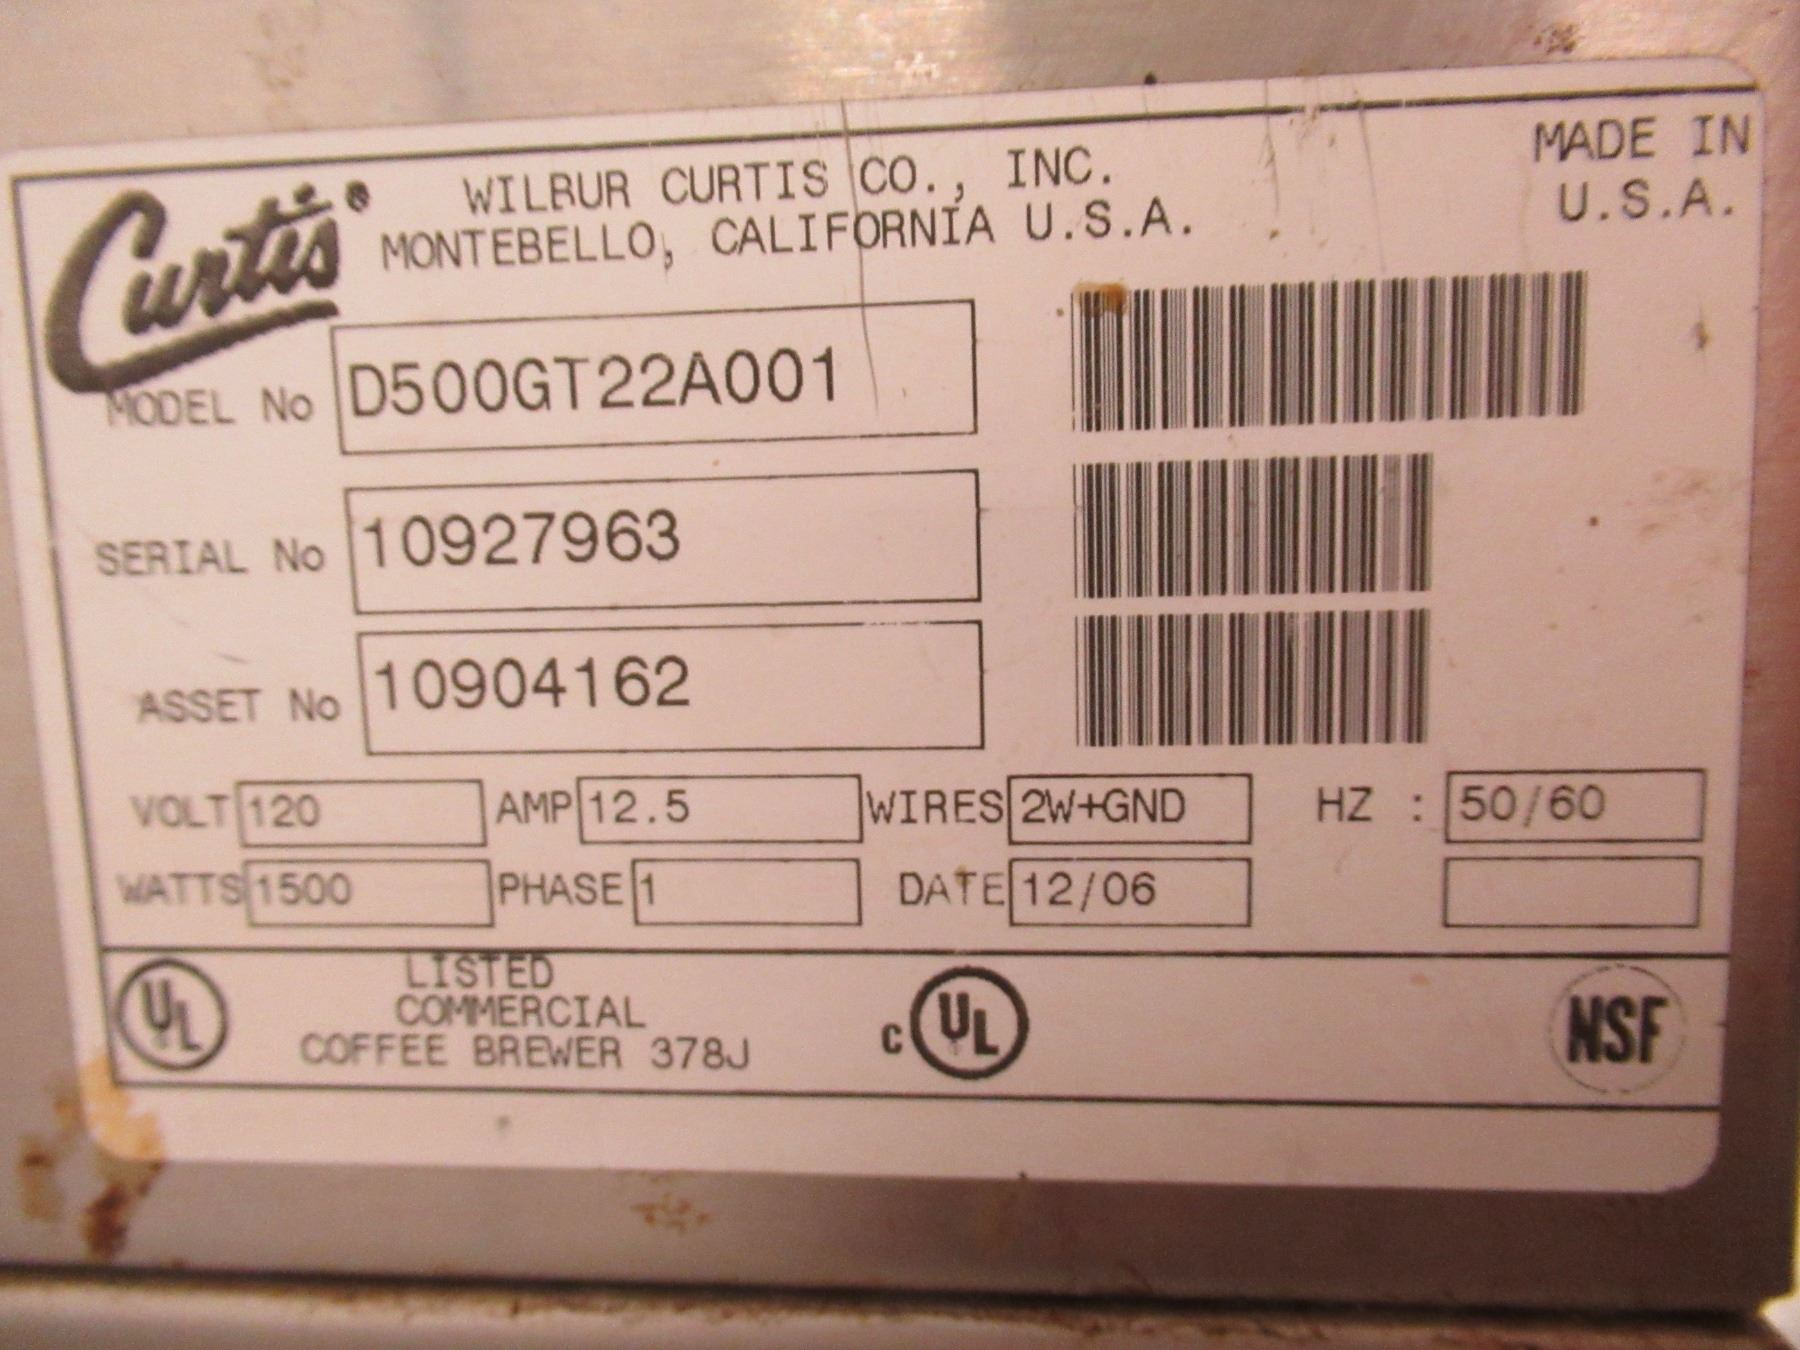 Curtis®
WILBUR CURTIS CO., INC.
MONTEBELLO, CALIFORNIA U.S.A.
MADE IN
U.S.A.
MODEL No D500GT22A001
SERIAL No 10927963
ASSET No 10904162
VOLT 120 AMP 12.5 WIRES 2W+GND HZ : 50/60
WATTS 1500 PHASE 1 DATE 12/06
UL
LISTED
COMMERCIAL
COFFEE BREWER 378J
c UL
NSF